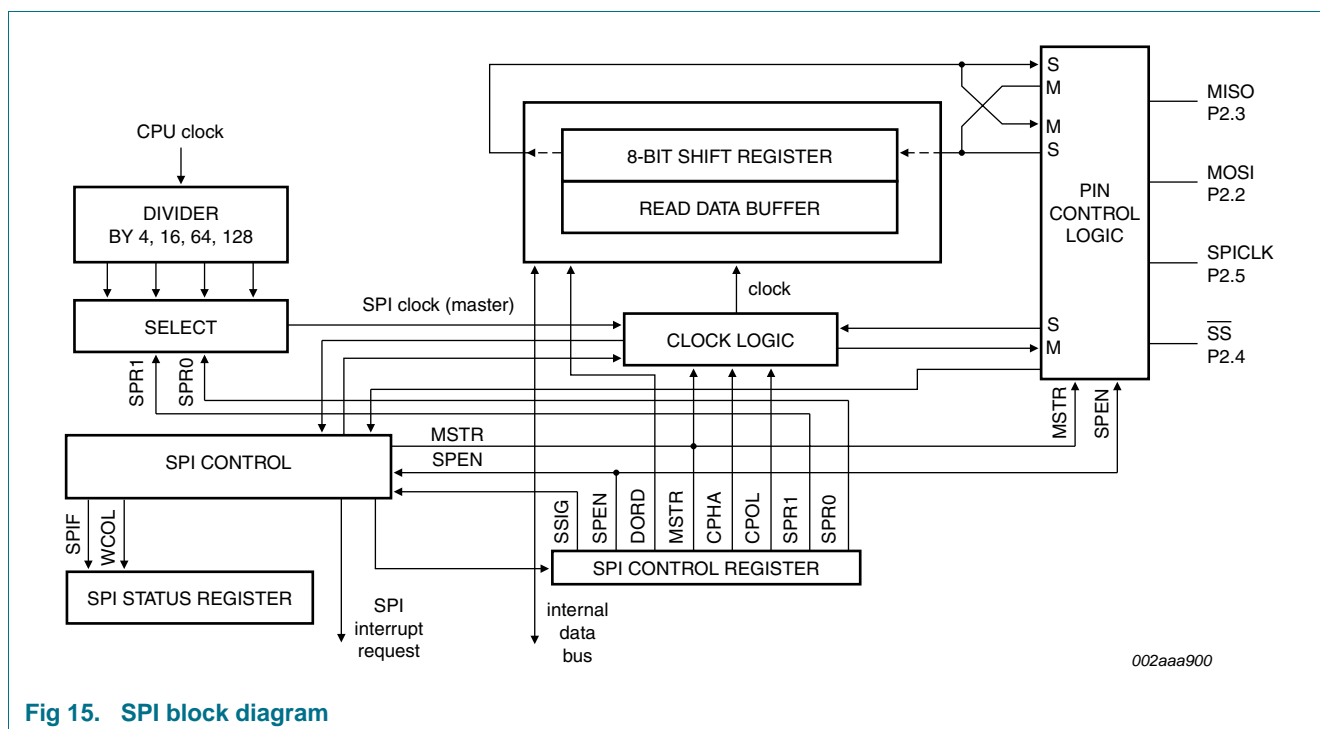 CPU clock
DIVIDER
BY 4, 16, 64, 128
SELECT
SPR1
SPR0
SPI clock (master)
8-BIT SHIFT REGISTER
READ DATA BUFFER
clock
CLOCK LOGIC
S
M
M
S
PIN
CONTROL
LOGIC
S
M
MISO
P2.3
MOSI
P2.2
SPICLK
P2.5
SS
P2.4
MSTR
SPEN
SPI CONTROL
MSTR
SPEN
SPIF
WCOL
SPI STATUS REGISTER
SPI
interrupt
request
SSIG
SPEN
DORD
MSTR
CPHA
CPOL
SPR1
SPR0
SPI CONTROL REGISTER
internal
data
bus
002aaa900
Fig 15. SPI block diagram